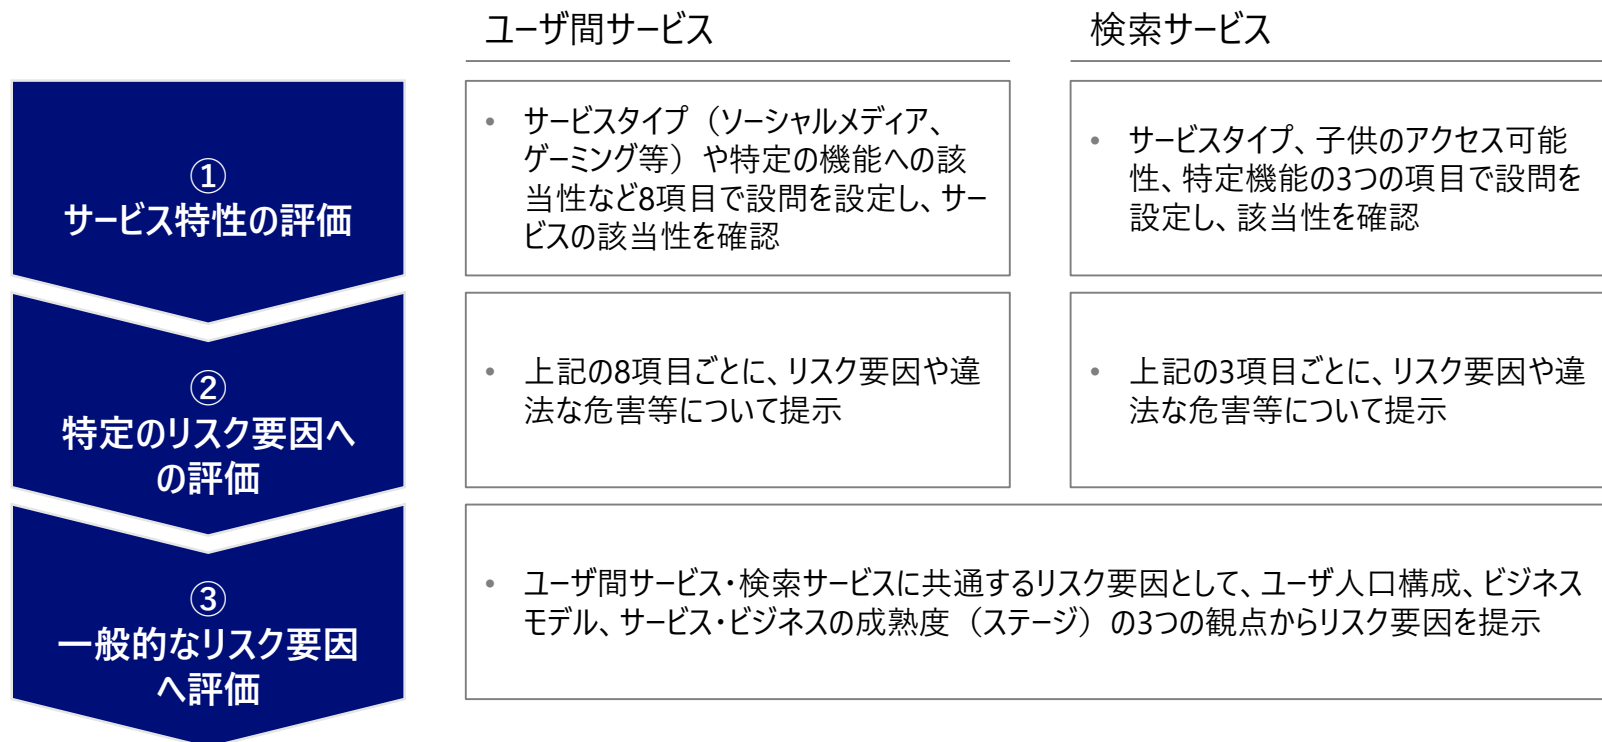 ユーザ間サービス
検索サービス
①
サービス特性の評価
• サービスタイプ（ソーシャルメディア、
ゲーミング等）や特定の機能への該
当性など8項目で設問を設定し、サー
ビスの該当性を確認
• サービスタイプ、子供のアクセス可能
性、特定機能の3つの項目で設問を
設定し、該当性を確認
②
特定のリスク要因へ
の評価
• 上記の8項目ごとに、リスク要因や違
法な危害等について提示
• 上記の3項目ごとに、リスク要因や違
法な危害等について提示
③
一般的なリスク要因
へ評価
• ユーザ間サービス・検索サービスに共通するリスク要因として、ユーザ人口構成、ビジネス
モデル、サービス・ビジネスの成熟度（ステージ）の3つの観点からリスク要因を提示